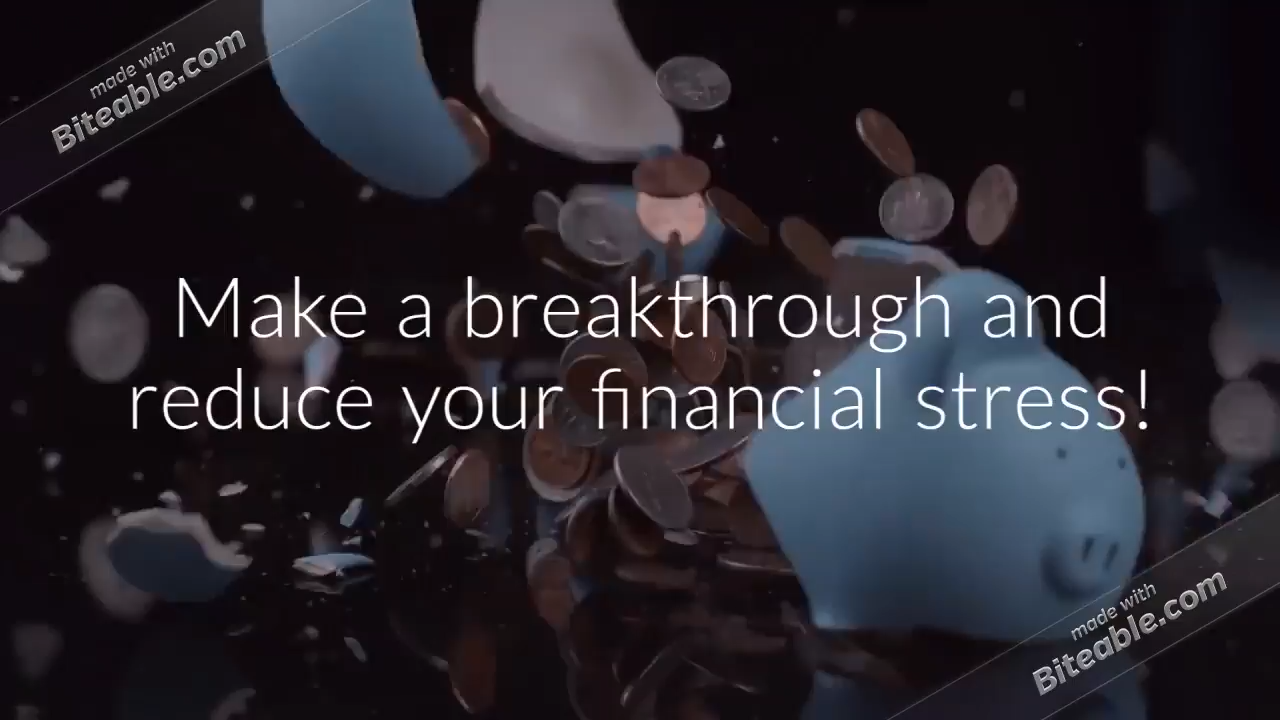 made with
Biteable.com
Make a breakthrough and
reduce your financial stress!
made with
Biteable.com